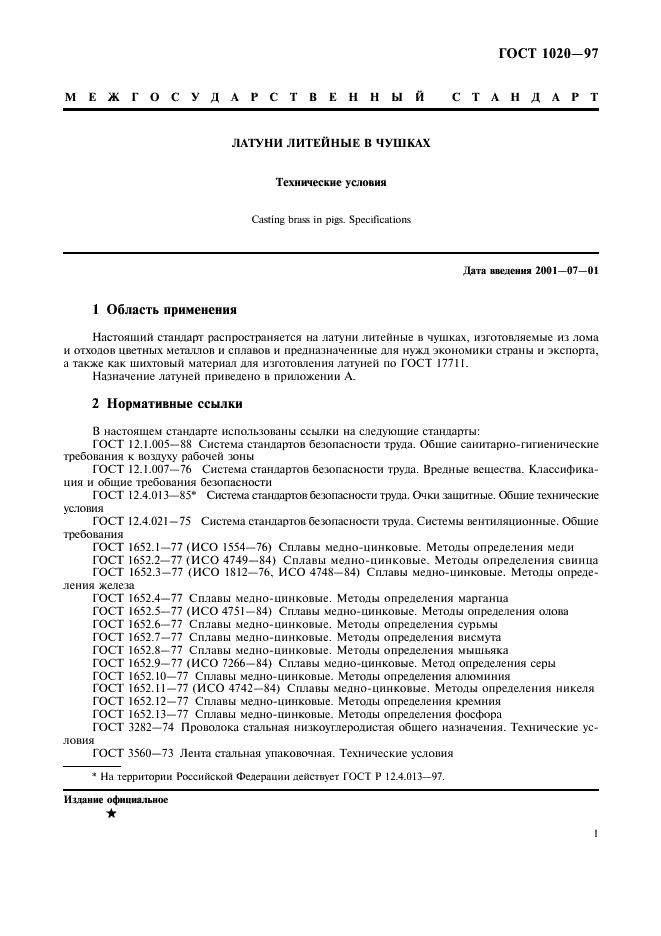 ГОСТ 1020—97
МЕЖГОСУДАРСТВЕННЫЙ СТАНДАРТ
ЛАТУНИ ЛИТЕЙНЫЕ В ЧУШКАХ
Технические условия
Casting brass in pigs. Specifications
Дата введения 2001—07—01
1 Область применения
Настоящий стандарт распространяется на латуни литейные в чушках, изготовляемые из лома
и отходов цветных металлов и сплавов и предназначенные для нужд экономики страны и экспорта,
а также как шихтовый материал для изготовления латуней по ГОСТ 17711.
Назначение латуней приведено в приложении А.
2 Нормативные ссылки
В настоящем стандарте использованы ссылки на следующие стандарты:
ГОСТ 12.1.005—88 Система стандартов безопасности труда. Общие санитарно-гигиенические
требования к воздуху рабочей зоны
ГОСТ 12.1.007—76 Система стандартов безопасности труда. Вредные вещества. Классифика-
ция и общие требования безопасности
ГОСТ 12.4.013—85* Система стандартов безопасности труда. Очки защитные. Общие технические
условия
ГОСТ 12.4.021—75 Система стандартов безопасности труда. Системы вентиляционные. Общие
требования
ГОСТ 1652.1—77 (ИСО 1554—76) Сплавы медно-цинковые. Методы определения меди
ГОСТ 1652.2—77 (ИСО 4749—84) Сплавы медно-цинковые. Методы определения свинца
ГОСТ 1652.3—77 (ИСО 1812—76, ИСО 4748—84) Сплавы медно-цинковые. Методы опреде-
ления железа
ГОСТ 1652.4—77 Сплавы медно-цинковые. Методы определения марганца
ГОСТ 1652.5—77 (ИСО 4751—84) Сплавы медно-цинковые. Методы определения олова
ГОСТ 1652.6—77 Сплавы медно-цинковые. Методы определения сурьмы
ГОСТ 1652.7—77 Сплавы медно-цинковые. Методы определения висмута
ГОСТ 1652.8—77 Сплавы медно-цинковые. Методы определения мышьяка
ГОСТ 1652.9—77 (ИСО 7266—84) Сплавы медно-цинковые. Метод определения серы
ГОСТ 1652.10—77 Сплавы медно-цинковые. Методы определения алюминия
ГОСТ 1652.11—77 (ИСО 4742—84) Сплавы медно-цинковые. Методы определения никеля
ГОСТ 1652.12—77 Сплавы медно-цинковые. Методы определения кремния
ГОСТ 1652.13—77 Сплавы медно-цинковые. Методы определения фосфора
ГОСТ 3282—74 Проволока стальная низкоуглеродистая общего назначения. Технические ус-
ловия
ГОСТ 3560—73 Лента стальная упаковочная. Технические условия
* На территории Российской Федерации действует ГОСТ Р 12.4.013—97.
Издание официальное
★
1